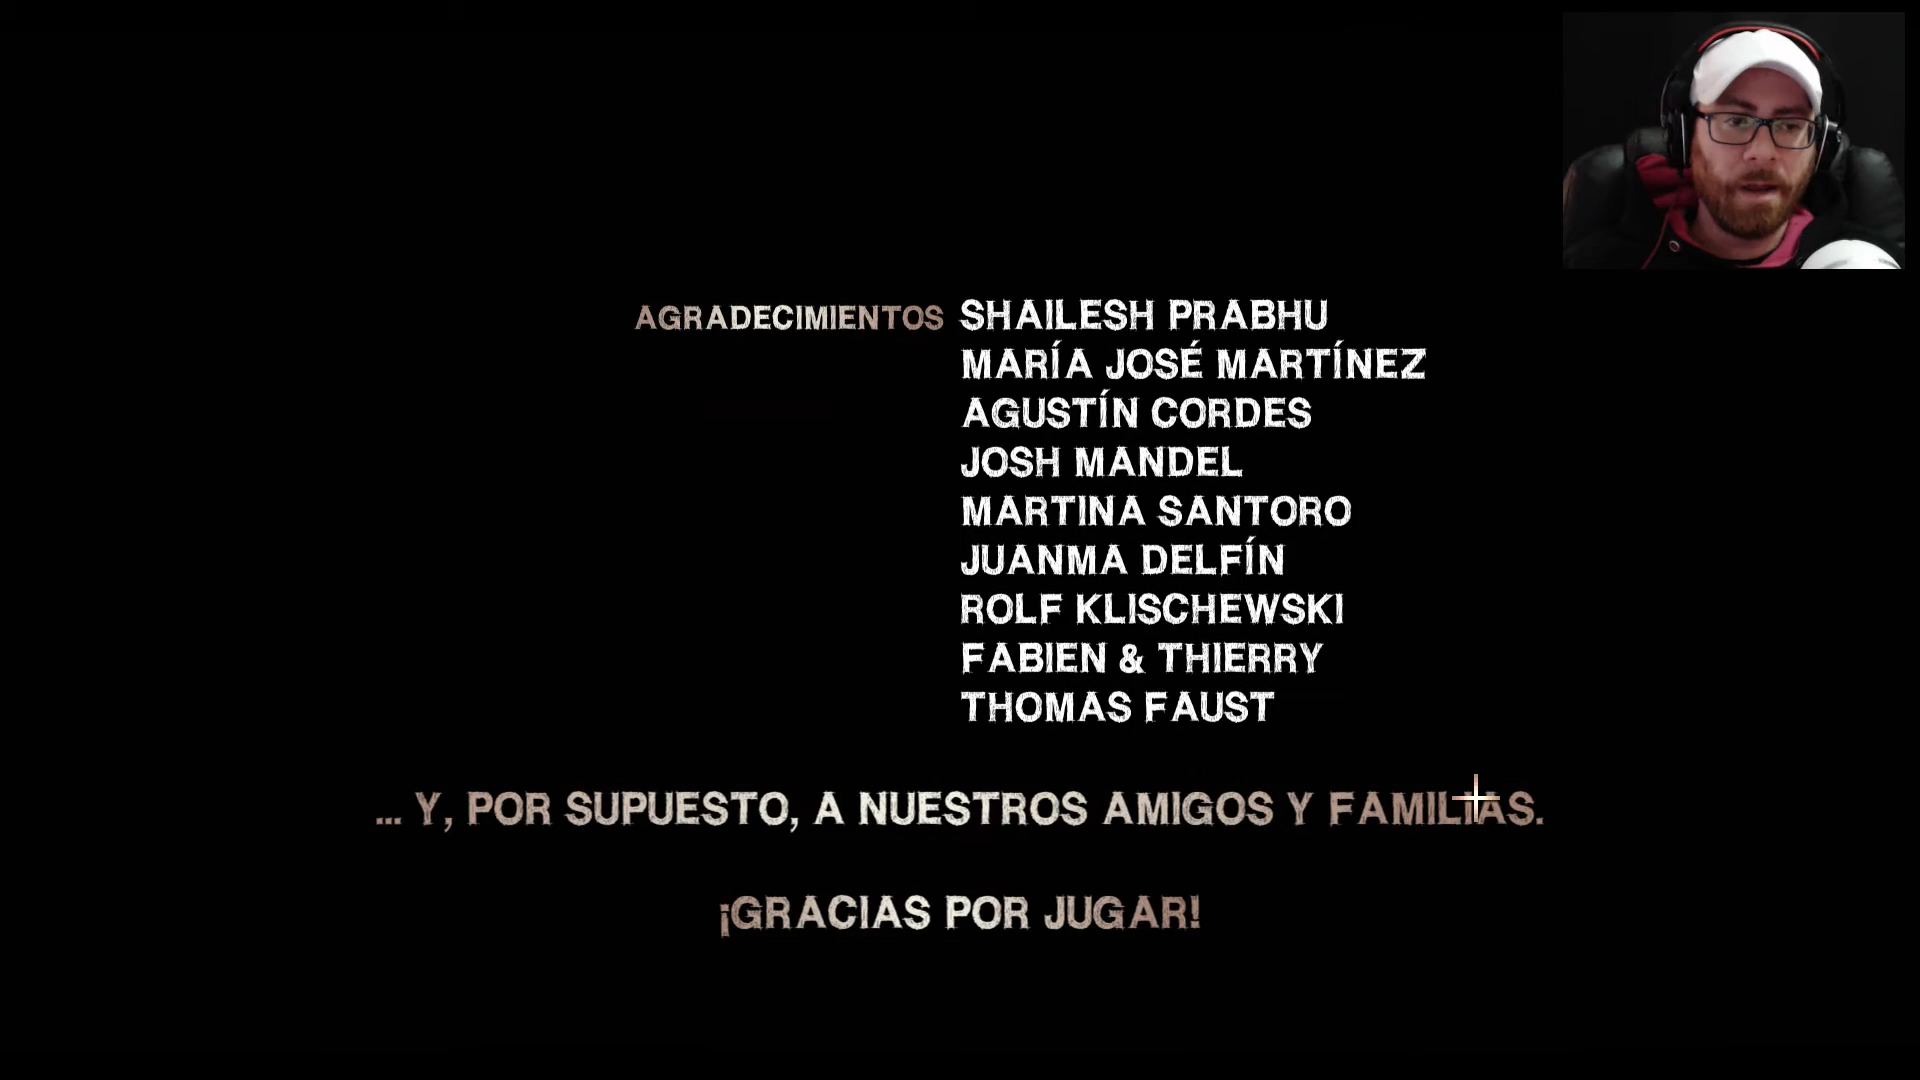 AGRADECIMIENTOS SHAILESH PRABHU
MARÍA JOSÉ MARTÍNEZ
AGUSTÍN CORDES
JOSH MANDEL
MARTINA SANTORO
JUANMA DELFÍN
ROLF KLISCHEWSKI
FABIEN & THIERRY
THOMAS FAUST
... Y, POR SUPUESTO, A NUESTROS AMIGOS Y FAMILIAS.
¡GRACIAS POR JUGAR!